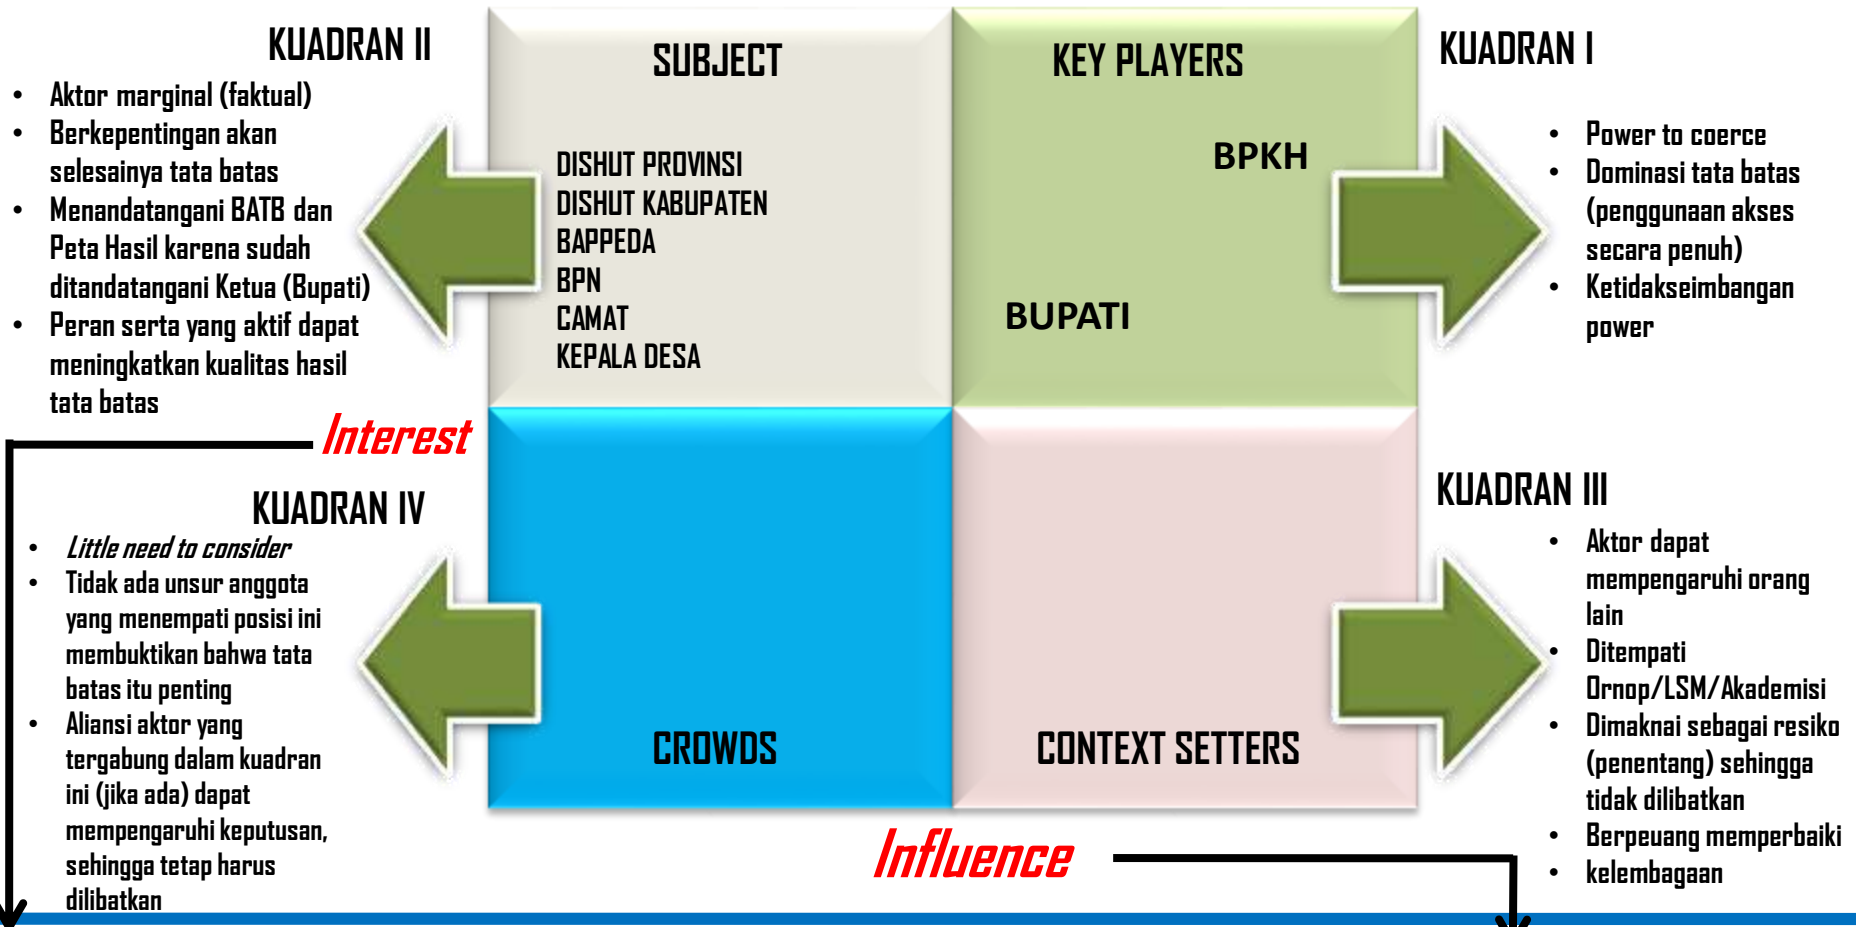 KUADRAN II
• Aktor marginal (faktual)
• Berkepentingan akan
selesainya tata batas
• Menandatangani BATB dan
Peta Hasil karena sudah
ditandatangani Ketua (Bupati)
• Peran serta yang aktif dapat
meningkatkan kualitas hasil
tata batas
SUBJECT
DISHUT PROVINSI
DISHUT KABUPATEN
BAPPEDA
BPN
CAMAT
KEPALA DESA
KEY PLAYERS
BPKH
BUPATI
KUADRAN I
• Power to coerce
• Dominasi tata batas
(penggunaan akses
secara penuh)
• Ketidakseimbangan
power
Interest
KUADRAN IV
• Little need to consider
• Tidak ada unsur anggota
yang menempati posisi ini
membuktikan bahwa tata
batas itu penting
• Aliansi aktor yang
tergabung dalam kuadran
ini (jika ada) dapat
mempengaruhi keputusan,
sehingga tetap harus
dilibatkan
CROWDS
CONTEXT SETTERS
KUADRAN III
• Aktor dapat
mempengaruhi orang
lain
• Ditempati
Ornop/LSM/Akademisi
• Dimaknai sebagai resiko
(penentang) sehingga
tidak dilibatkan
• Berpeuang memperbaiki
• kelembagaan
Influence